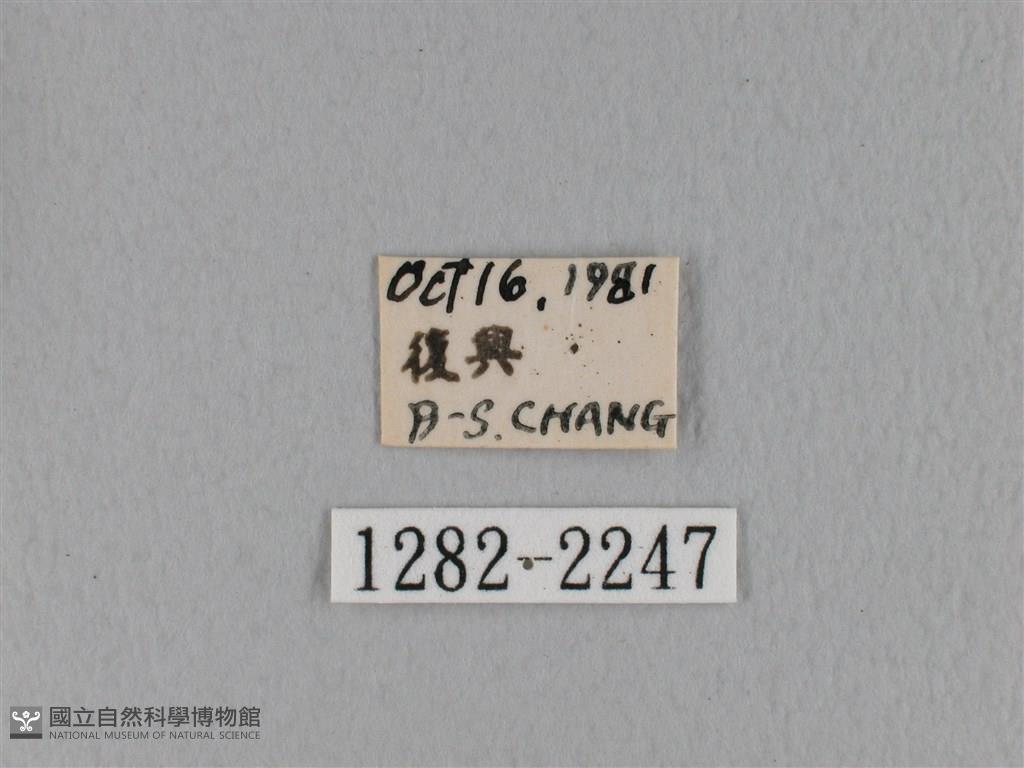 OCT 16, 1981
復興
B-S. CHANG
1282-2247
國立自然科學博物館
NATIONAL MUSEUM OF NATURAL SCIENCE